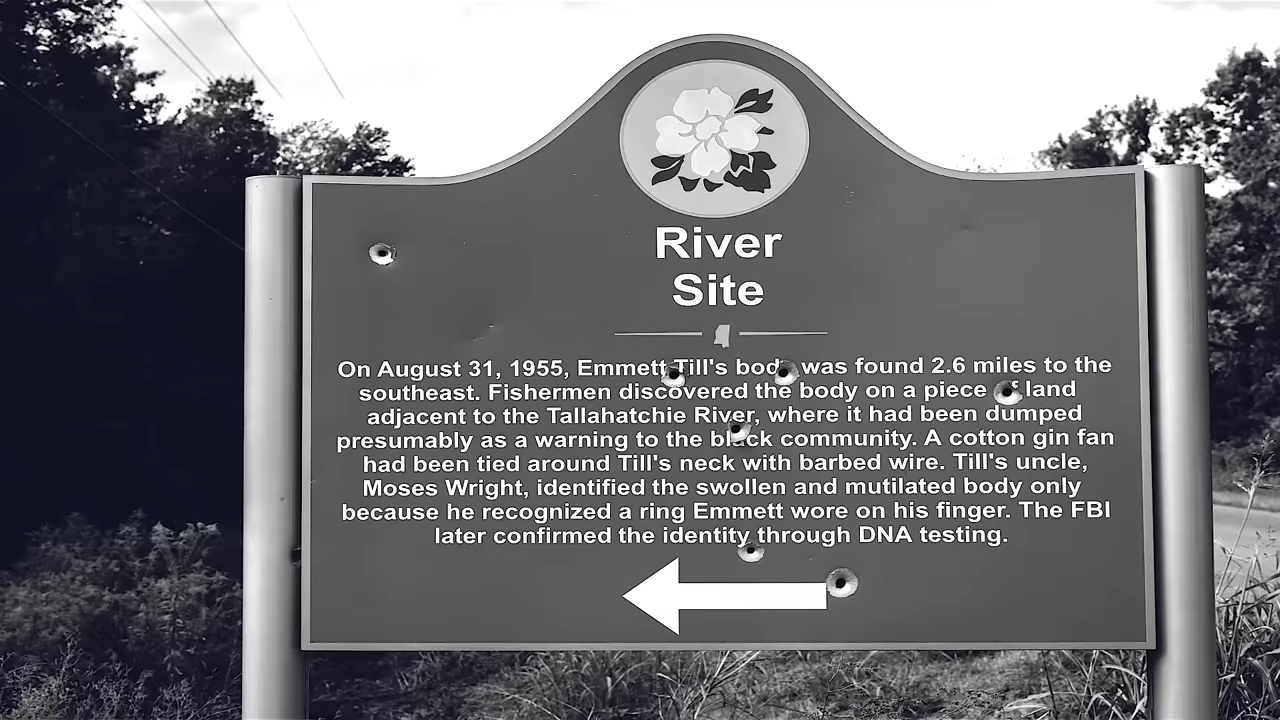 River
Site
On August 31, 1955, Emmett Till's body was found 2.6 miles to the
southeast. Fishermen discovered the body on a piece of land
adjacent to the Tallahatchie River, where it had been dumped
presumably as a warning to the black community. A cotton gin fan
had been tied around Till's neck with barbed wire. Till's uncle,
Moses Wright, identified the swollen and mutilated body only
because he recognized a ring Emmett wore on his finger. The FBI
later confirmed the identity through DNA testing.